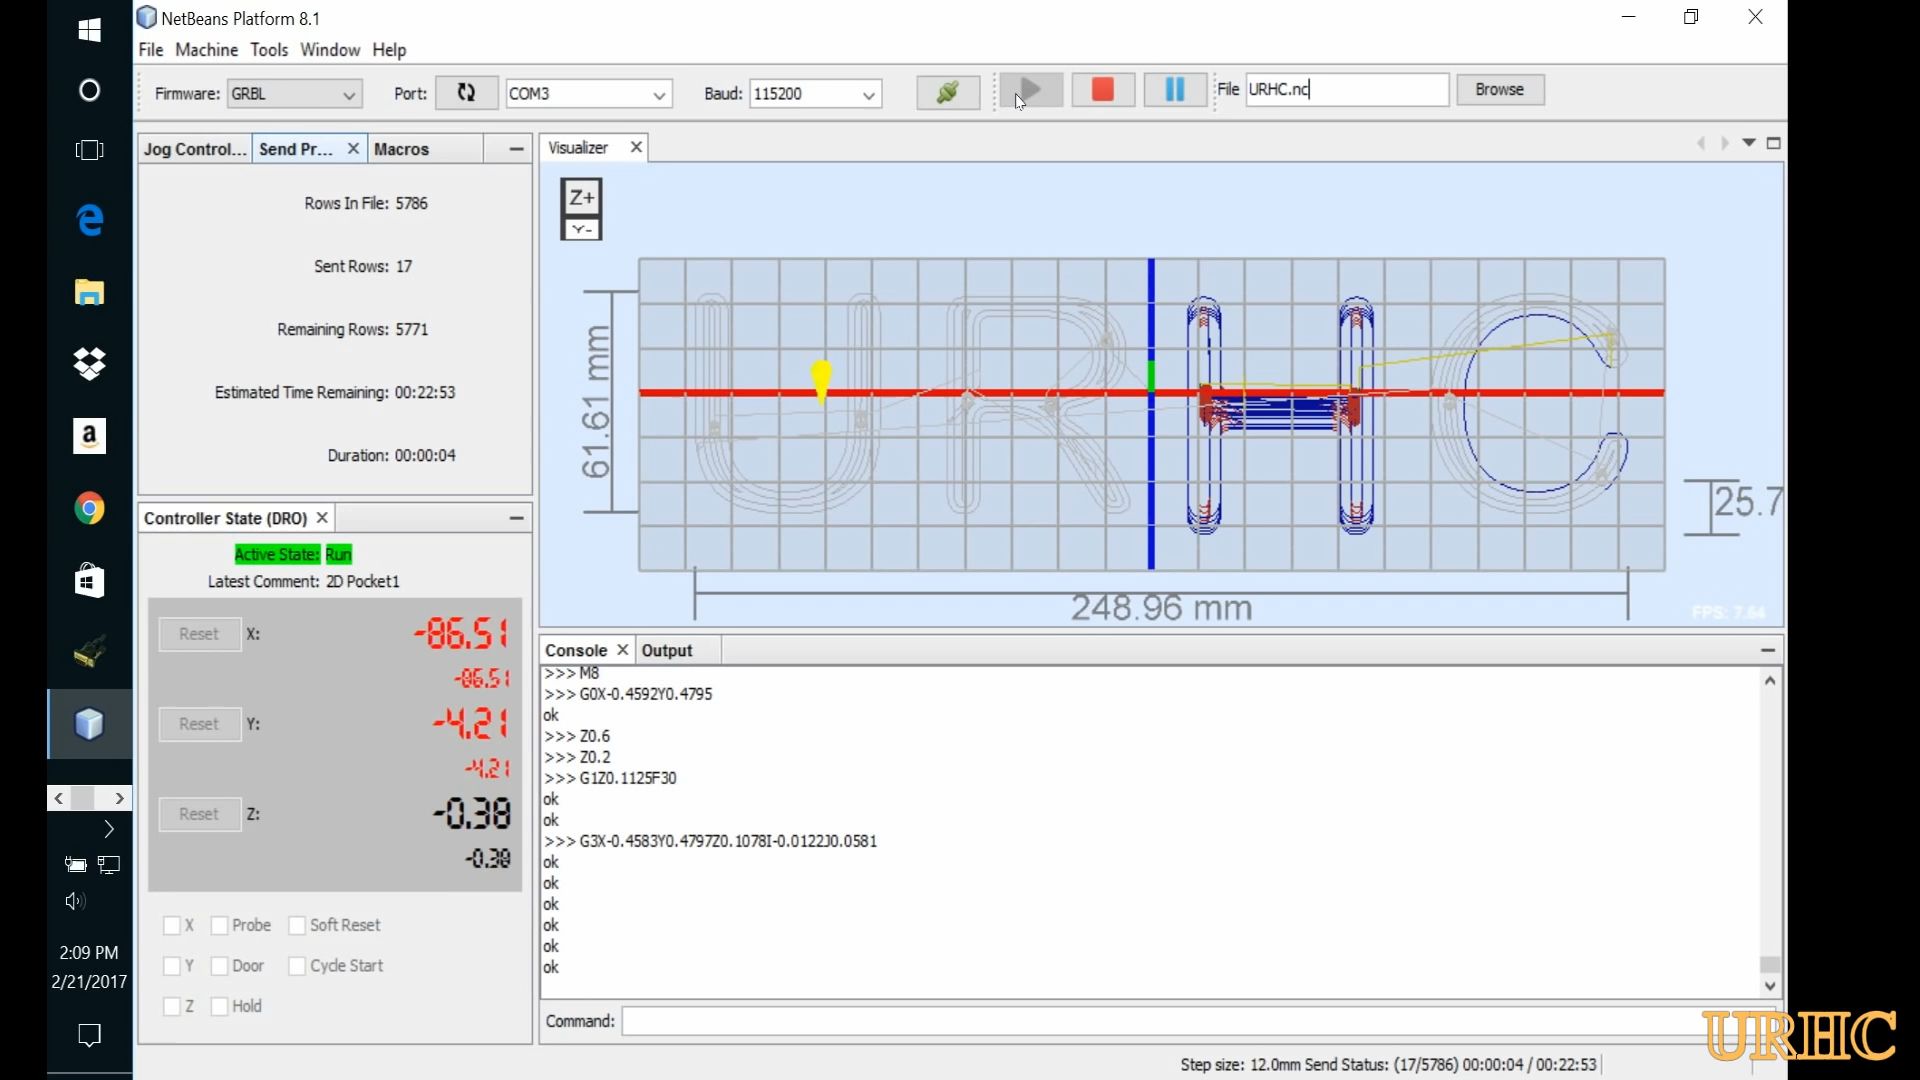 NetBeans Platform 8.1
File Machine Tools Window Help
Firmware: GRBL Port: COM3 Baud: 115200 File URHC.nc Browse
Jog Control... Send Pr... Macros
Rows In File: 5786
Sent Rows: 17
Remaining Rows: 5771
Estimated Time Remaining: 00:22:53
Duration: 00:00:04
Controller State (DRO)
Active State: Run
Latest Comment: 2D Pocket1
Reset X: -86.51
-86.51
Reset Y: -4.21
-4.21
Reset Z: -0.38
-0.38
X Probe Soft Reset
Y Door Cycle Start
Z Hold
Visualizer
Z+
Y-
61.61 mm
25.7
248.96 mm
FPS: 7.64
Console Output
>>> M8
>>> G0X-0.4592Y0.4795
ok
>>> Z0.6
>>> Z0.2
>>> G1Z0.1125F30
ok
ok
>>> G3X-0.4583Y0.4797Z0.1078I-0.0122J0.0581
ok
ok
ok
ok
ok
ok
Command:
Step size: 12.0mm Send Status: (17/5786) 00:00:04 / 00:22:53
2:09 PM
2/21/2017
URHC